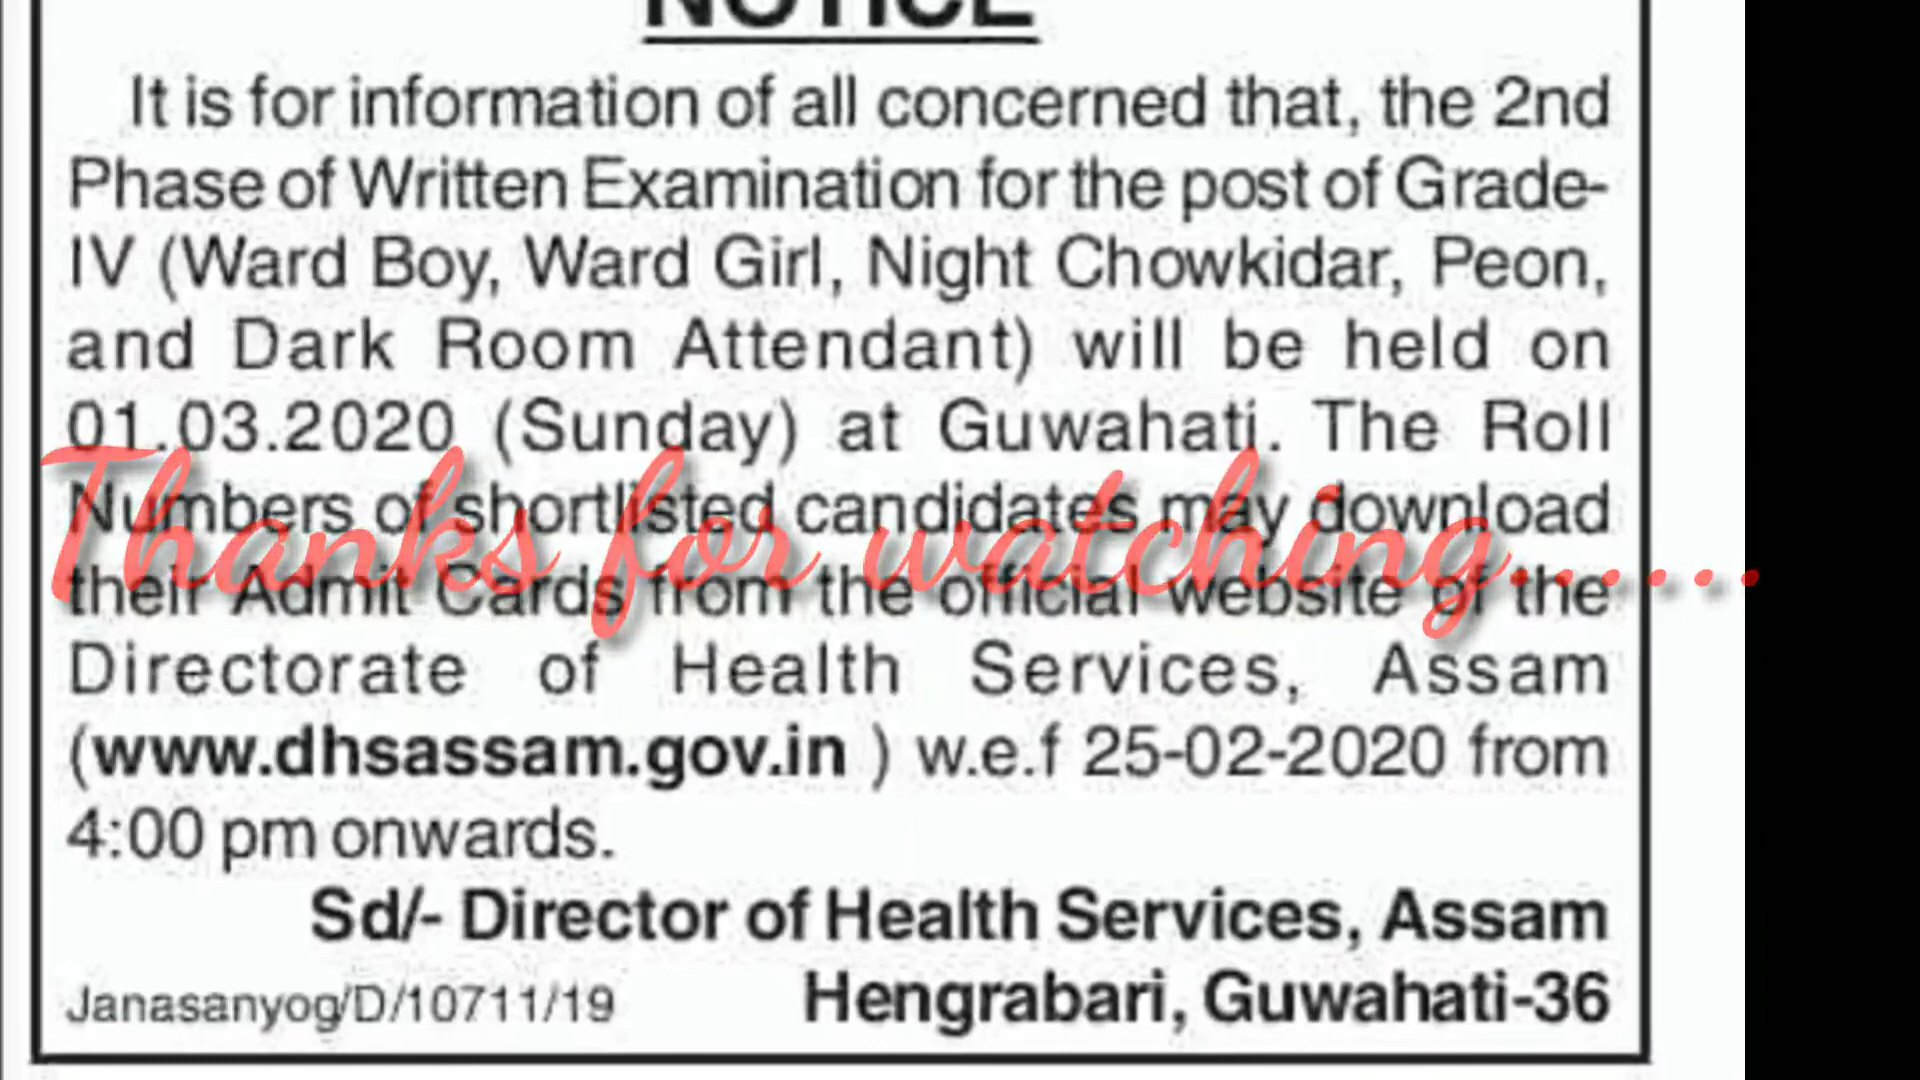 NOTICE
It is for information of all concerned that, the 2nd
Phase of Written Examination for the post of Grade-
IV (Ward Boy, Ward Girl, Night Chowkidar, Peon,
and Dark Room Attendant) will be held on
01.03.2020 (Sunday) at Guwahati. The Roll
Numbers of shortlisted candidates may download
Thanks for watching......
their Admit Cards from the official website of the
Directorate of Health Services, Assam
(www.dhsassam.gov.in ) w.e.f 25-02-2020 from
4:00 pm onwards.
Sd/- Director of Health Services, Assam
Janasanyog/D/10711/19 Hengrabari, Guwahati-36